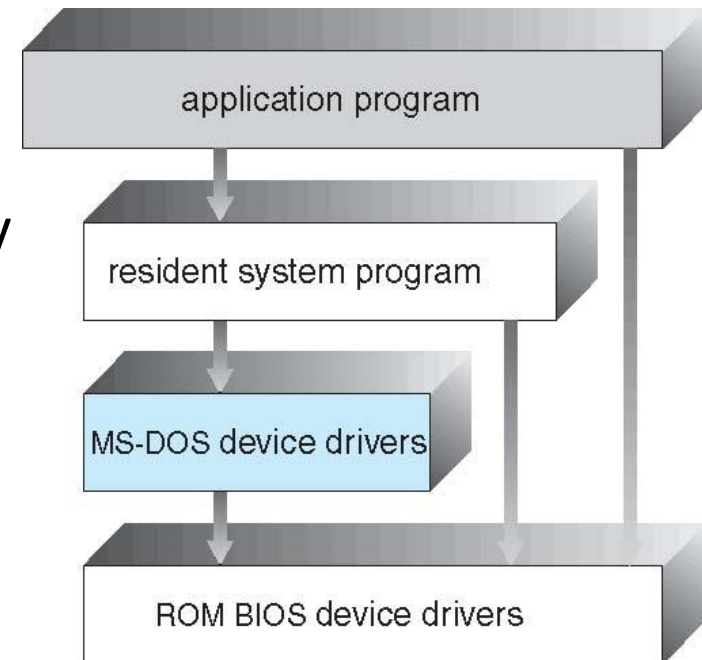 application program
resident system program
MS-DOS device drivers
ROM BIOS device drivers